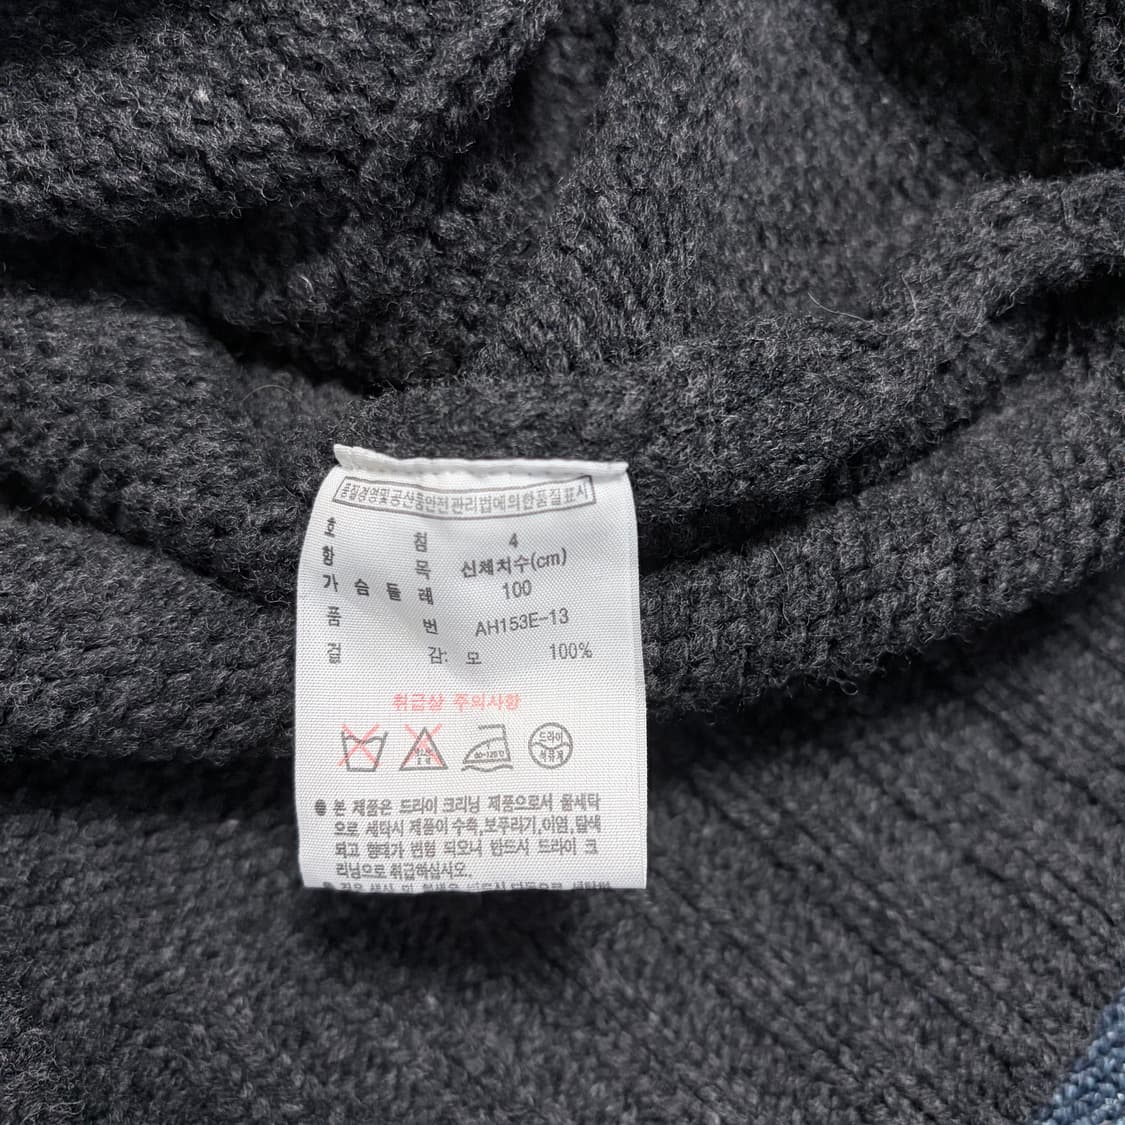 품질경영및공산품안전관리법에의한품질표시
호 칭 4
항 목 신체치수(cm)
가 슴 둘 레 100
품 번 AH153E-13
겉 감: 모 100%
취급상 주의사항
드라이
석유계
● 본 제품은 드라이 크리닝 제품으로서 물세탁
으로 세탁시 제품이 수축,보푸라기,이염,탈색
되고 형태가 변형 되오니 반드시 드라이 크
리닝으로 취급하십시오.